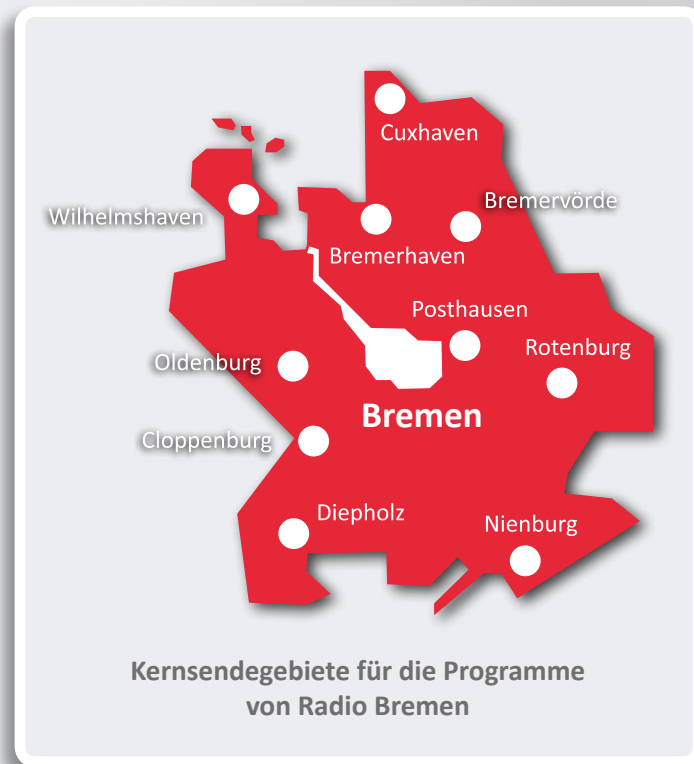 Cuxhaven
Bremervörde
Wilhelmshaven
Bremerhaven
Posthausen
Rotenburg
Oldenburg
Bremen
Cloppenburg
Diepholz
Nienburg
Kernsendegebiete für die Programme
von Radio Bremen